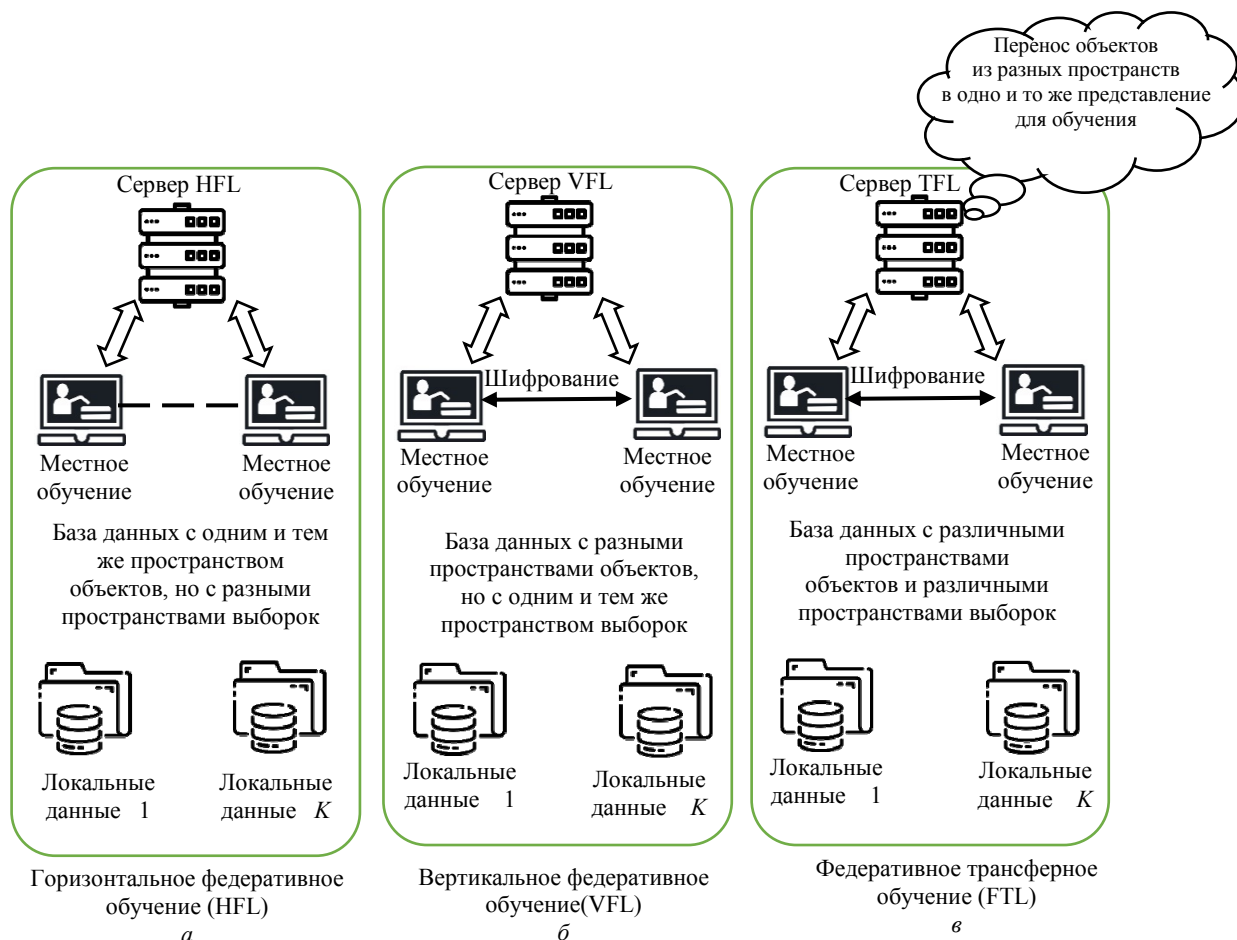 Перенос объектов
из разных пространств
в одно и то же представление
для обучения
Сервер HFL
Местное
обучение
Местное
обучение
База данных с одним и тем
же пространством
объектов, но с разными
пространствами выборок
Локальные
данные 1
Локальные
данные K
Горизонтальное федеративное
обучение (HFL)
а
Сервер VFL
Шифрование
Местное
обучение
Местное
обучение
База данных с разными
пространствами объектов,
но с одним и тем же
пространством выборок
Локальные
данные 1
Локальные
данные K
Вертикальное федеративное
обучение(VFL)
б
Сервер TFL
Шифрование
Местное
обучение
Местное
обучение
База данных с различными
пространствами
объектов и различными
пространствами выборок
Локальные
данные 1
Локальные
данные K
Федеративное трансферное
обучение (FTL)
в